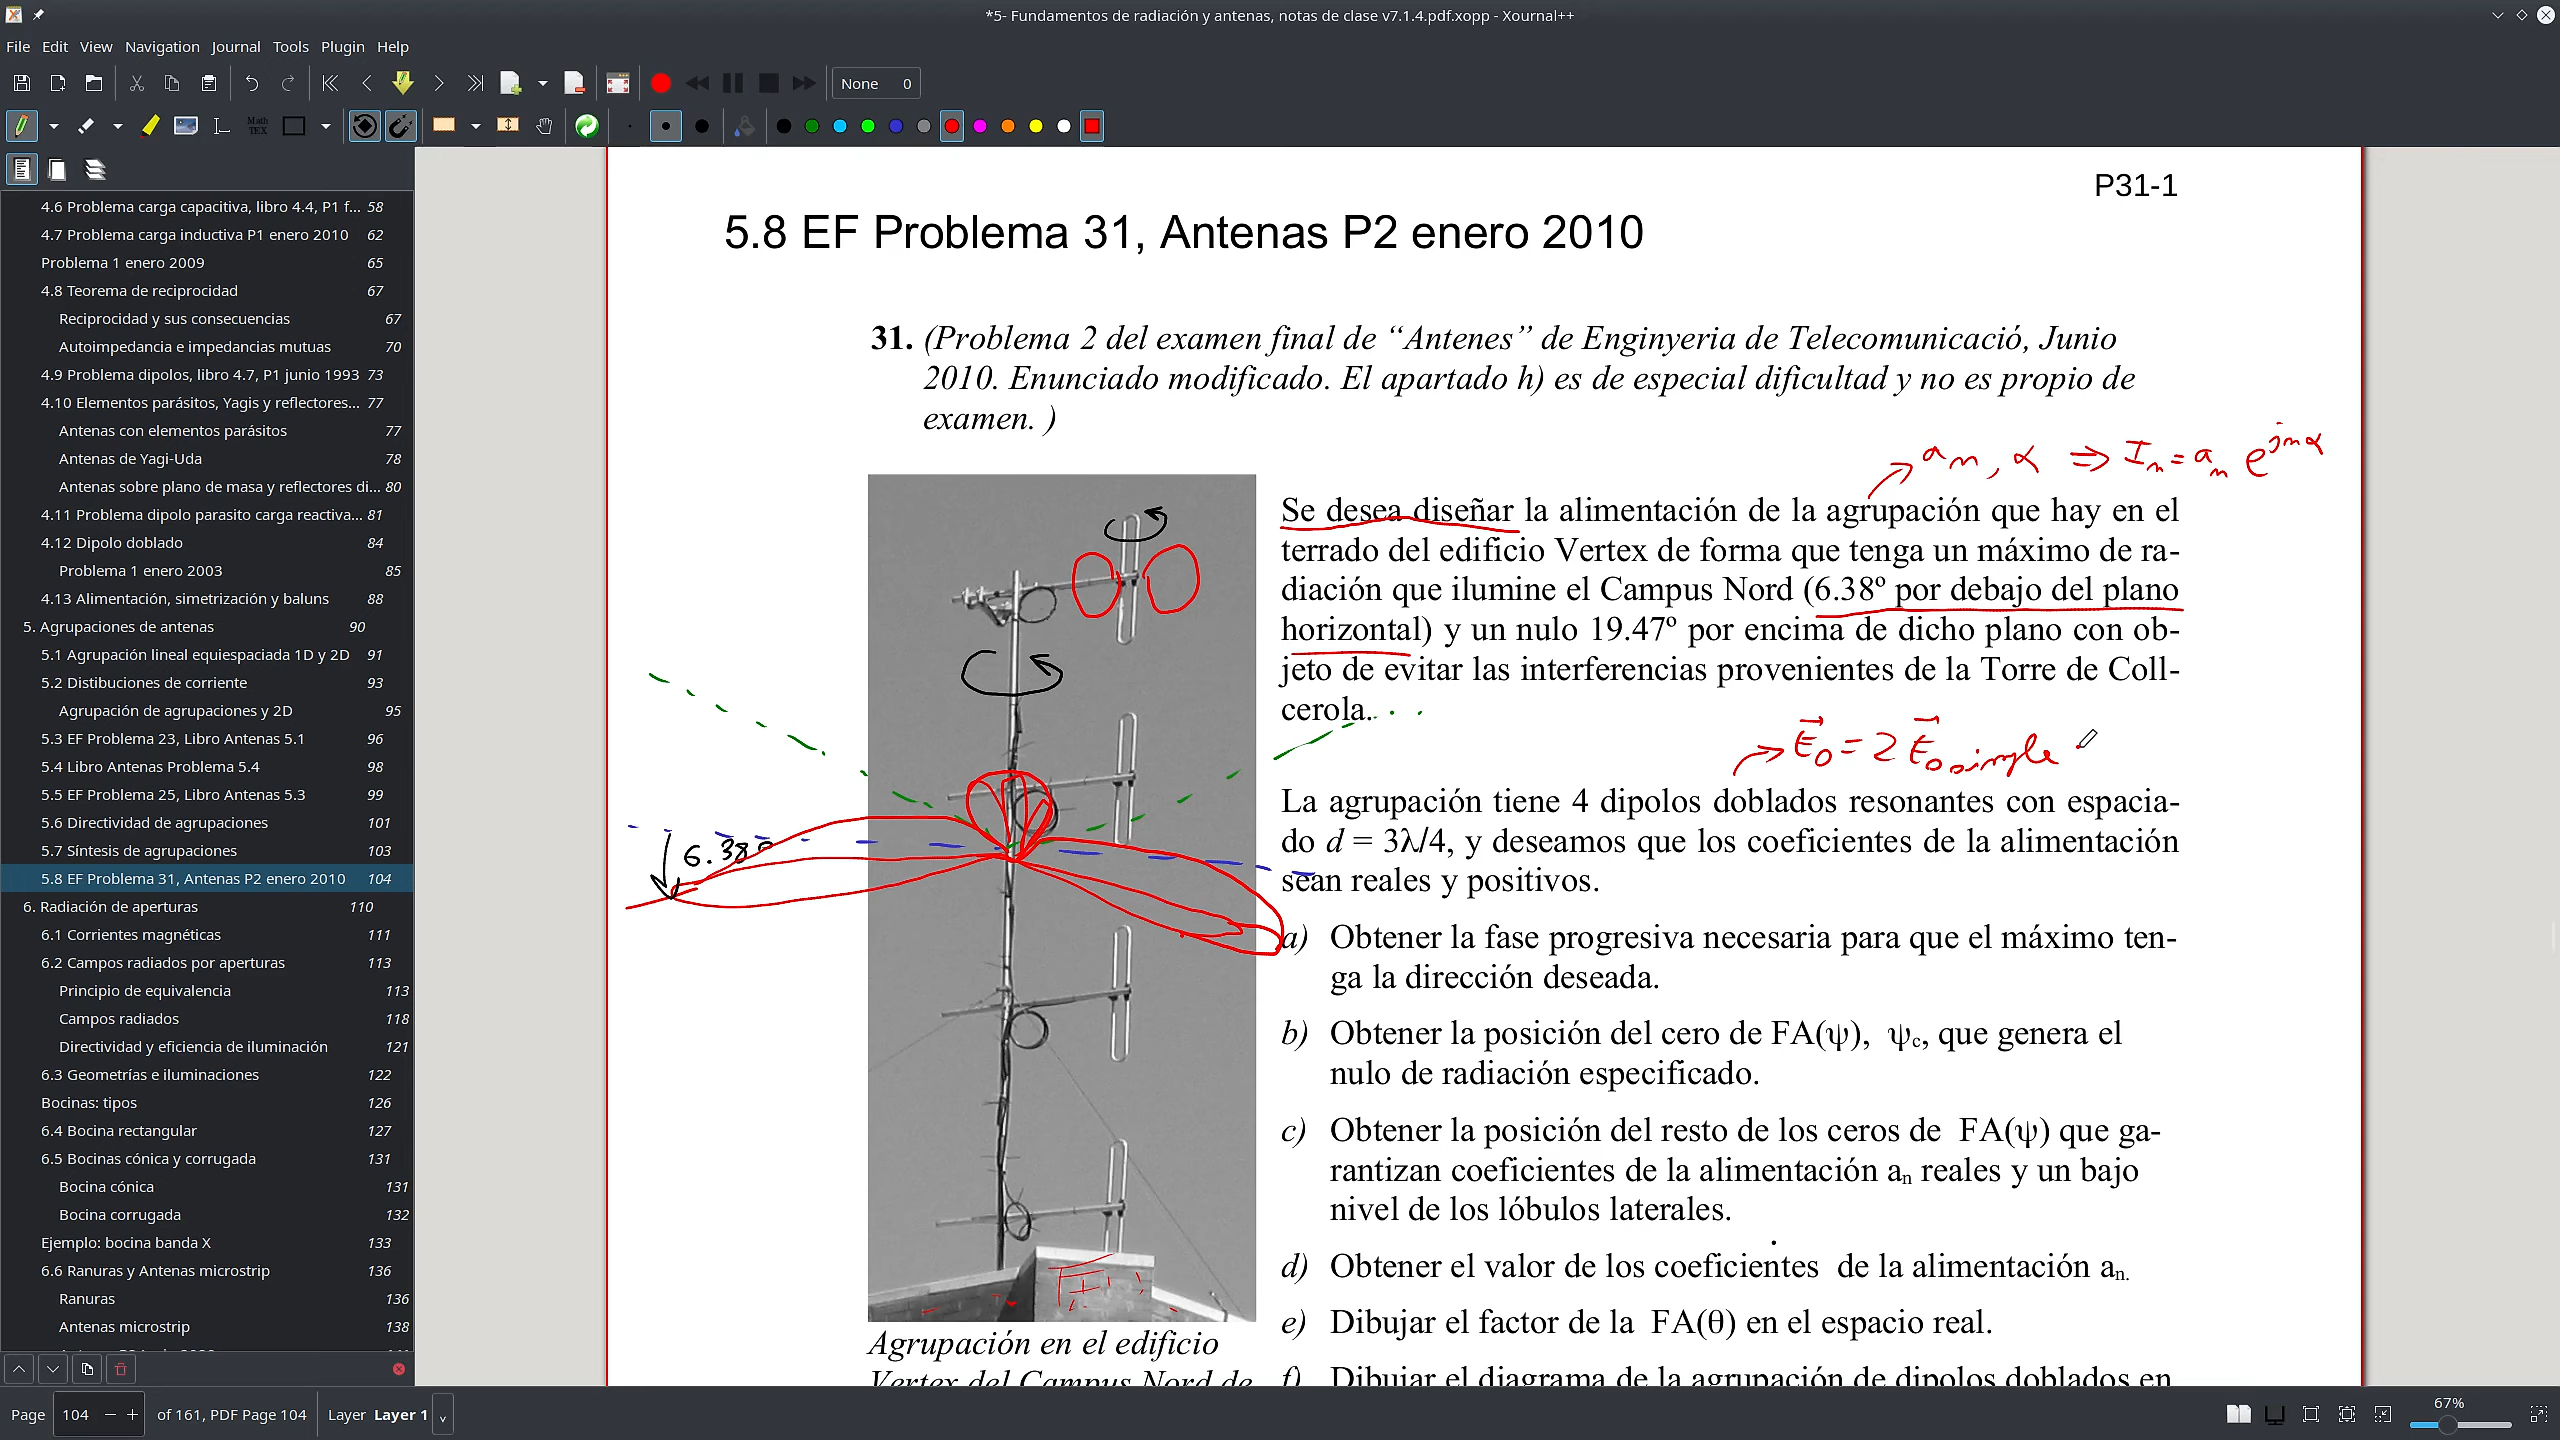 *5- Fundamentos de radiación y antenas, notas de clase v7.1.4.pdf.xopp - Xournal++
File Edit View Navigation Journal Tools Plugin Help
None 0
Math TEX
4.6 Problema carga capacitiva, libro 4.4, P1 f... 58
4.7 Problema carga inductiva P1 enero 2010 62
Problema 1 enero 2009 65
4.8 Teorema de reciprocidad 67
Reciprocidad y sus consecuencias 67
Autoimpedancia e impedancias mutuas 70
4.9 Problema dipolos, libro 4.7, P1 junio 1993 73
4.10 Elementos parásitos, Yagis y reflectores... 77
Antenas con elementos parásitos 77
Antenas de Yagi-Uda 78
Antenas sobre plano de masa y reflectores di... 80
4.11 Problema dipolo parasito carga reactiva... 81
4.12 Dipolo doblado 84
Problema 1 enero 2003 85
4.13 Alimentación, simetrización y baluns 88
5. Agrupaciones de antenas 90
5.1 Agrupación lineal equiespaciada 1D y 2D 91
5.2 Distibuciones de corriente 93
Agrupación de agrupaciones y 2D 95
5.3 EF Problema 23, Libro Antenas 5.1 96
5.4 Libro Antenas Problema 5.4 98
5.5 EF Problema 25, Libro Antenas 5.3 99
5.6 Directividad de agrupaciones 101
5.7 Síntesis de agrupaciones 103
5.8 EF Problema 31, Antenas P2 enero 2010 104
6. Radiación de aperturas 110
6.1 Corrientes magnéticas 111
6.2 Campos radiados por aperturas 113
Principio de equivalencia 113
Campos radiados 118
Directividad y eficiencia de iluminación 121
6.3 Geometrías e iluminaciones 122
Bocinas: tipos 126
6.4 Bocina rectangular 127
6.5 Bocinas cónica y corrugada 131
Bocina cónica 131
Bocina corrugada 132
Ejemplo: bocina banda X 133
6.6 Ranuras y Antenas microstrip 136
Ranuras 136
Antenas microstrip 138
P31-1
5.8 EF Problema 31, Antenas P2 enero 2010
31. (Problema 2 del examen final de “Antenes” de Enginyeria de Telecomunicació, Junio
2010. Enunciado modificado. El apartado h) es de especial dificultad y no es propio de
examen. )
an, α ⇒ In = an e^jnα
Se desea diseñar la alimentación de la agrupación que hay en el
terrado del edificio Vertex de forma que tenga un máximo de ra-
diación que ilumine el Campus Nord (6.38º por debajo del plano
horizontal) y un nulo 19.47º por encima de dicho plano con ob-
jeto de evitar las interferencias provenientes de la Torre de Coll-
cerola.
E0 = 2 E0 simple
6.38º
La agrupación tiene 4 dipolos doblados resonantes con espacia-
do d = 3λ/4, y deseamos que los coeficientes de la alimentación
sean reales y positivos.
a) Obtener la fase progresiva necesaria para que el máximo ten-
ga la dirección deseada.
b) Obtener la posición del cero de FA(ψ), ψc, que genera el
nulo de radiación especificado.
c) Obtener la posición del resto de los ceros de FA(ψ) que ga-
rantizan coeficientes de la alimentación an reales y un bajo
nivel de los lóbulos laterales.
d) Obtener el valor de los coeficientes de la alimentación an.
e) Dibujar el factor de la FA(θ) en el espacio real.
f) Dibujar el diagrama de la agrupación de dipolos doblados en
Agrupación en el edificio
Vertex del Campus Nord de
Page 104 of 161, PDF Page 104 Layer Layer 1
67%